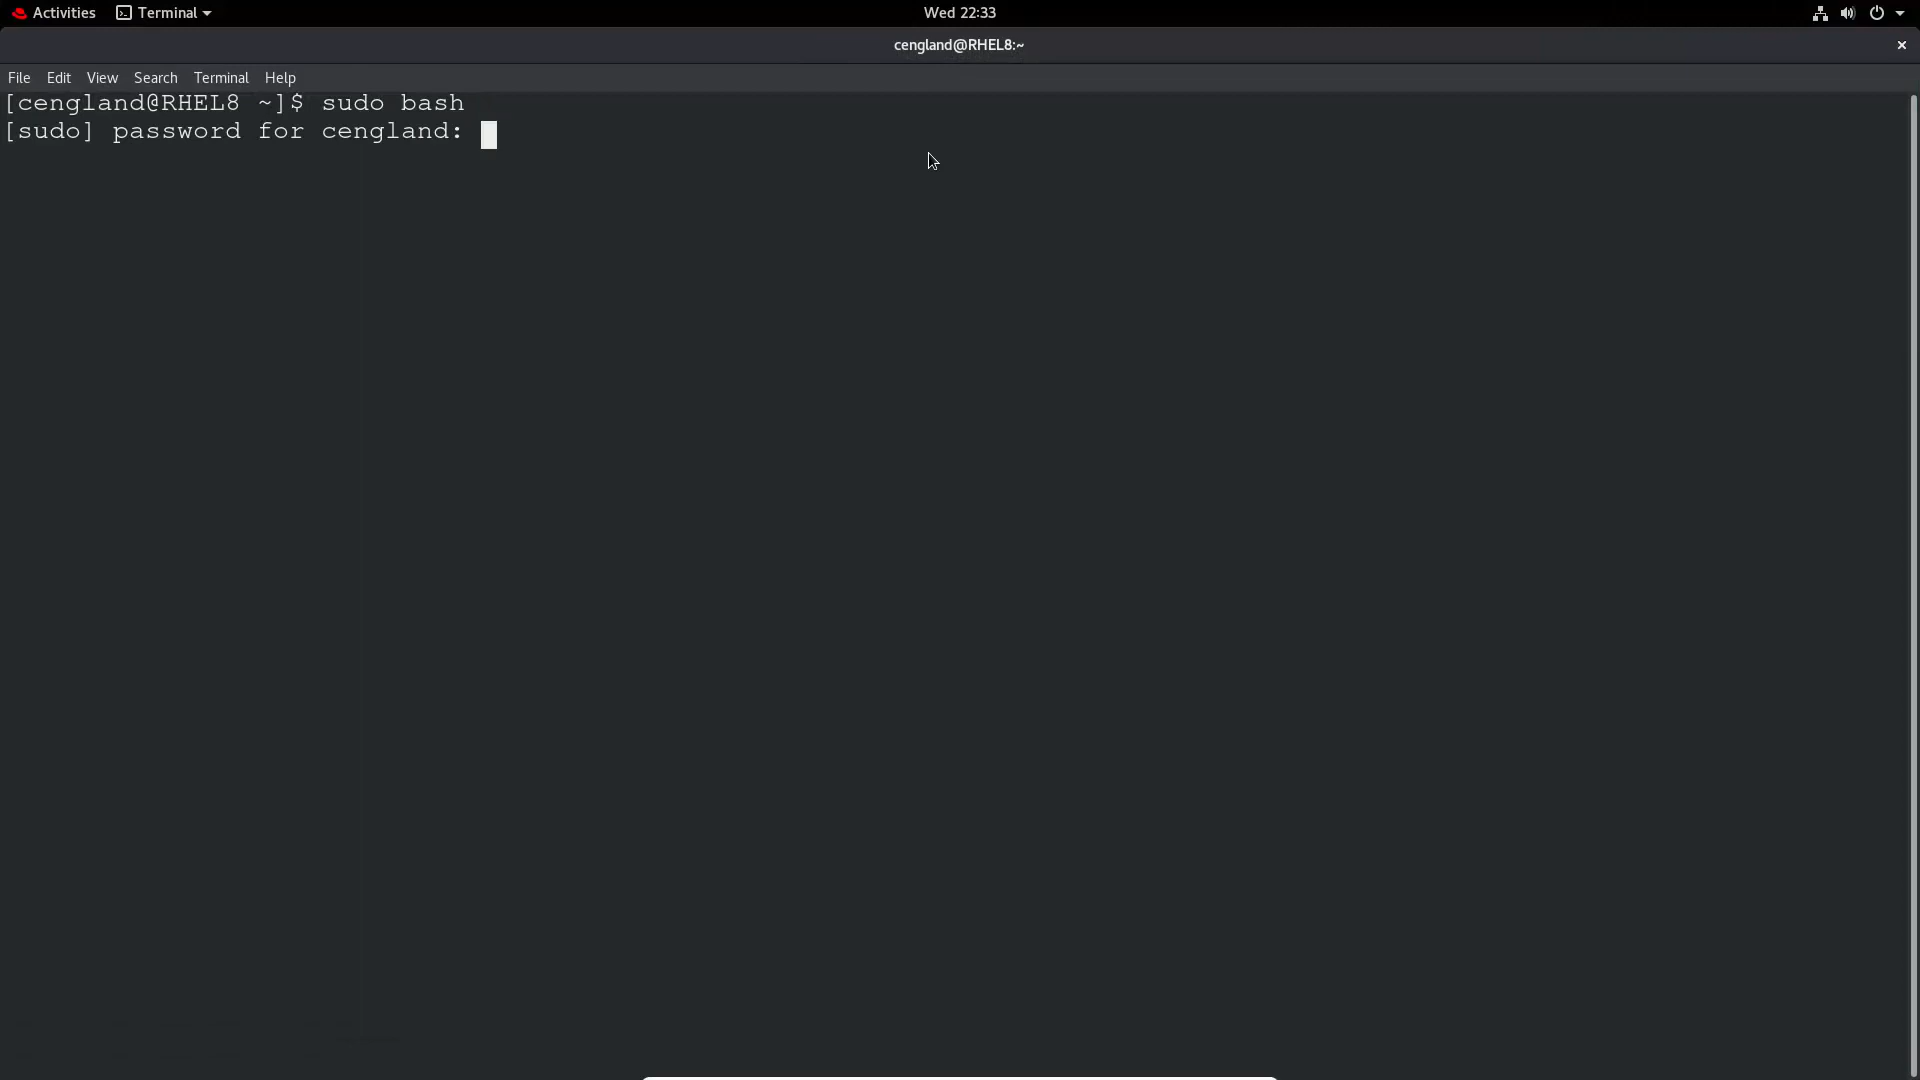 Activities Terminal Wed 22:33
cengland@RHEL8:~
File Edit View Search Terminal Help
[cengland@RHEL8 ~]$ sudo bash
[sudo] password for cengland: